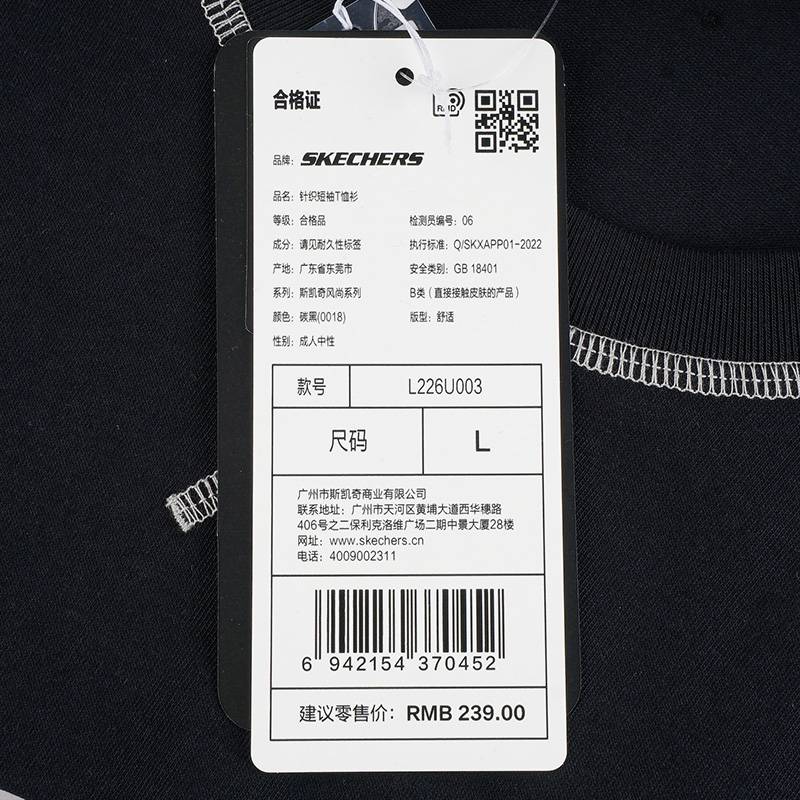 合格证
RFID
品牌: SKECHERS
品名: 针织短袖T恤衫
等级: 合格品 检测员编号: 06
成分: 请见耐久性标签 执行标准: Q/SKXAPP01-2022
产地: 广东省东莞市 安全类别: GB 18401
系列: 斯凯奇风尚系列 B类(直接接触皮肤的产品)
颜色: 碳黑(0018) 版型: 舒适
性别: 成人中性
款号 L226U003
尺码 L
广州市斯凯奇商业有限公司
联系地址: 广州市天河区黄埔大道西华穗路
406号之二保利克洛维广场二期中景大厦28楼
网址: www.skechers.cn
电话: 4009002311
6 942154 370452
建议零售价: RMB 239.00